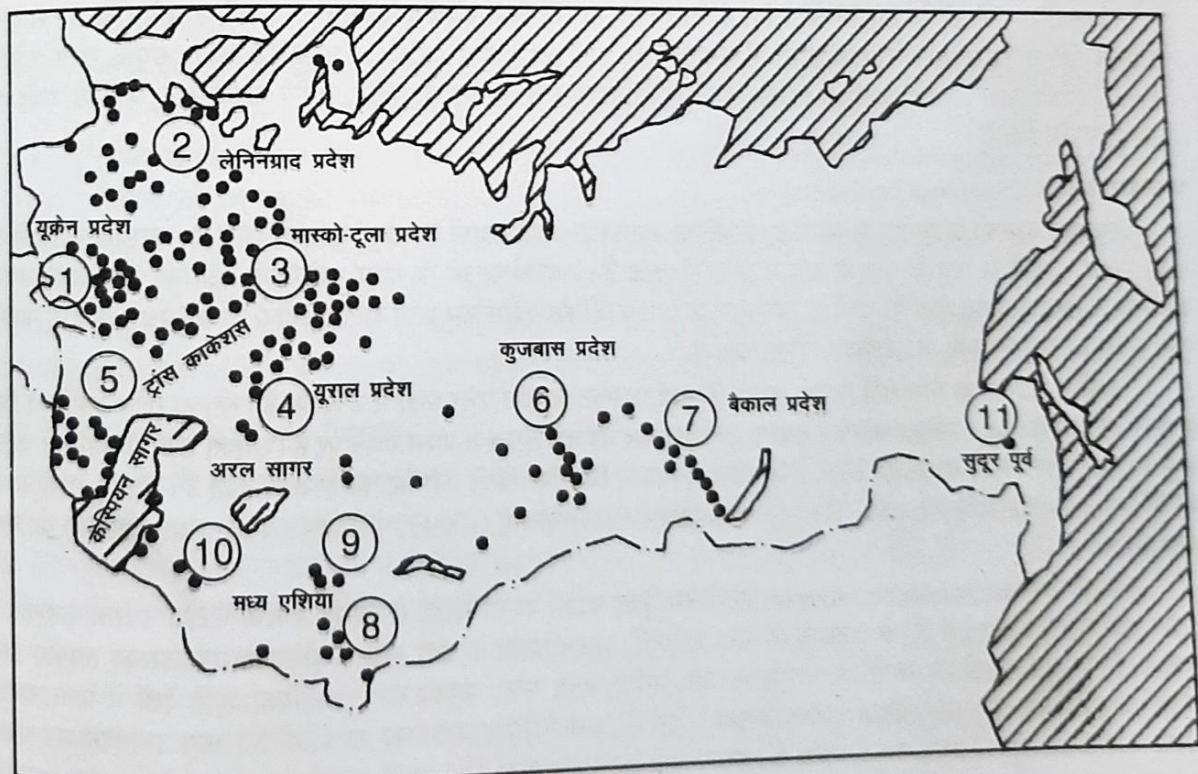 2
लेनिनग्राद प्रदेश
यूक्रेन प्रदेश
मास्को-टूला प्रदेश
1
3
ट्रांस काकेशस
कुजबास प्रदेश
5
4
यूराल प्रदेश
6
7
बैकाल प्रदेश
11
सुदूर पूर्व
केस्पियन सागर
अरल सागर
10
9
मध्य एशिया
8